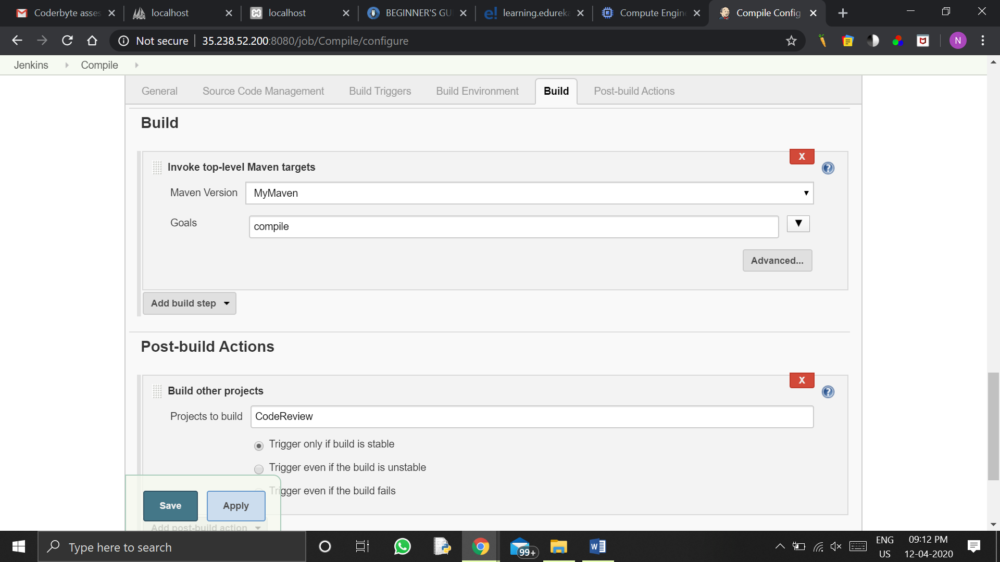 Coderbyte asses
localhost
localhost
BEGINNER'S GU
e! learning.edureka
Compute Engin
Compile Config
Not secure
35.238.52.200:8080/job/Compile/configure
N
Jenkins
Compile
General
Source Code Management
Build Triggers
Build Environment
Build
Post-build Actions
Build
X
Invoke top-level Maven targets
?
Maven Version
MyMaven
Goals
compile
Advanced...
Add build step
Post-build Actions
X
Build other projects
?
Projects to build
CodeReview
Trigger only if build is stable
Trigger even if the build is unstable
Trigger even if the build fails
Save
Apply
Add post-build action
Type here to search
99+
W
ENG
US
09:12 PM
12-04-2020